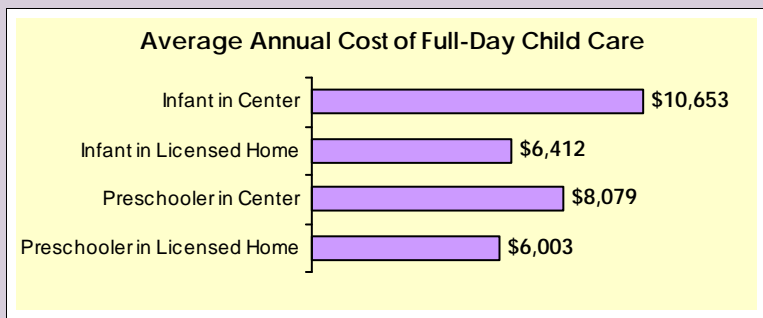 Average Annual Cost of Full-Day Child Care
Infant in Center $10,653
Infant in Licensed Home $6,412
Preschooler in Center $8,079
Preschooler in Licensed Home $6,003